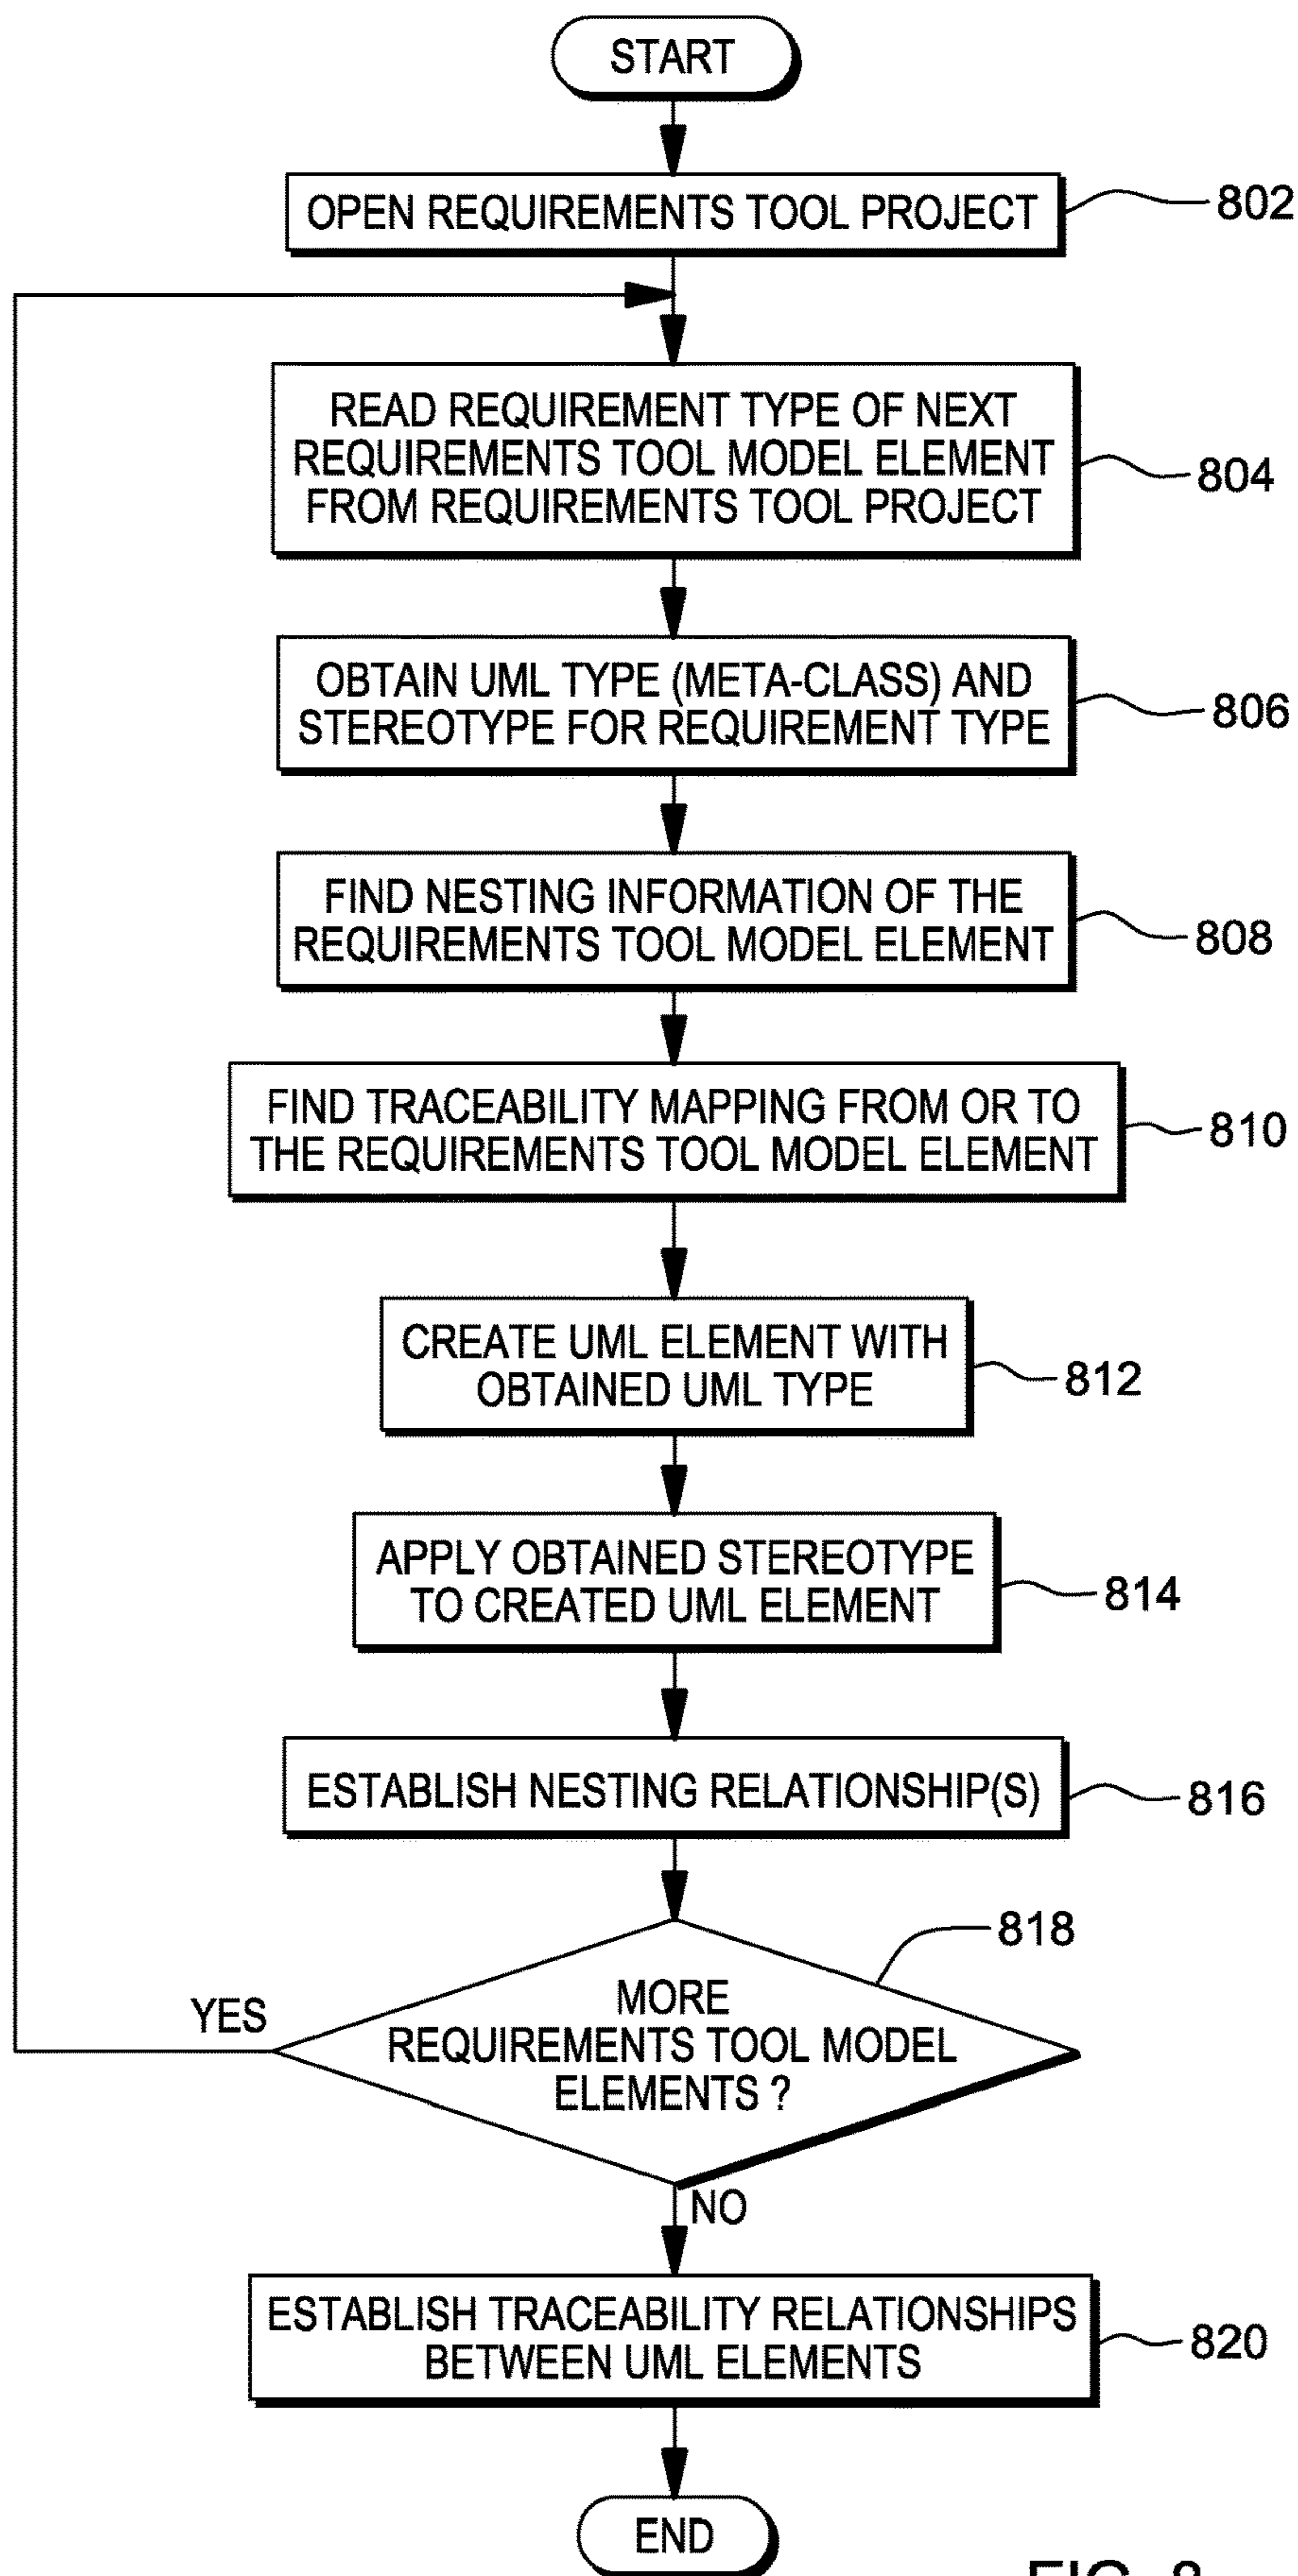 START
OPEN REQUIREMENTS TOOL PROJECT
802
READ REQUIREMENT TYPE OF NEXT
REQUIREMENTS TOOL MODEL ELEMENT
FROM REQUIREMENTS TOOL PROJECT
804
OBTAIN UML TYPE (META-CLASS) AND
STEREOTYPE FOR REQUIREMENT TYPE
806
FIND NESTING INFORMATION OF THE
REQUIREMENTS TOOL MODEL ELEMENT
808
FIND TRACEABILITY MAPPING FROM OR TO
THE REQUIREMENTS TOOL MODEL ELEMENT
810
CREATE UML ELEMENT WITH
OBTAINED UML TYPE
812
APPLY OBTAINED STEREOTYPE
TO CREATED UML ELEMENT
814
ESTABLISH NESTING RELATIONSHIP(S)
816
818
YES
MORE
REQUIREMENTS TOOL MODEL
ELEMENTS ?
NO
ESTABLISH TRACEABILITY RELATIONSHIPS
BETWEEN UML ELEMENTS
820
END
FIG. 8